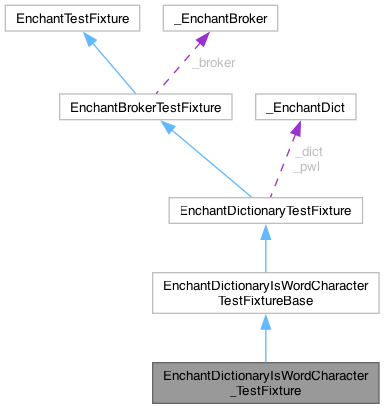 EnchantTestFixture
_EnchantBroker
_broker
EnchantBrokerTestFixture
_EnchantDict
_dict
_pwl
EnchantDictionaryTestFixture
EnchantDictionaryIsWordCharacter
TestFixtureBase
EnchantDictionaryIsWordCharacter
_TestFixture